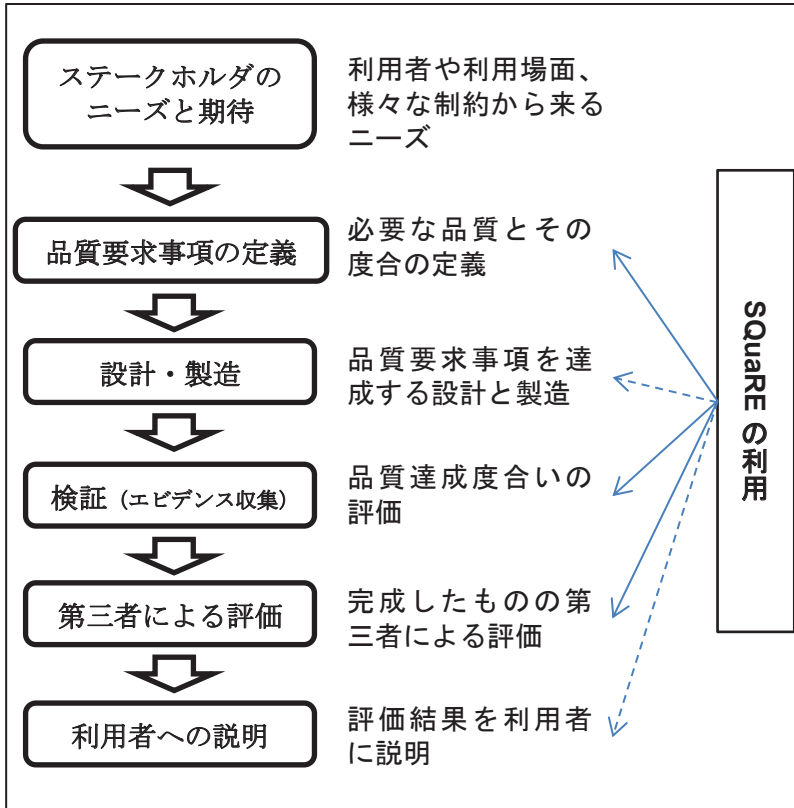 ステークホルダの
ニーズと期待
利用者や利用場面、
様々な制約から来る
ニーズ
品質要求事項の定義
必要な品質とその
度合の定義
設計・製造
品質要求事項を達
成する設計と製造
検証（エビデンス収集）
品質達成度合いの
評価
第三者による評価
完成したものの第
三者による評価
利用者への説明
評価結果を利用者
に説明
SQuaRE の利用